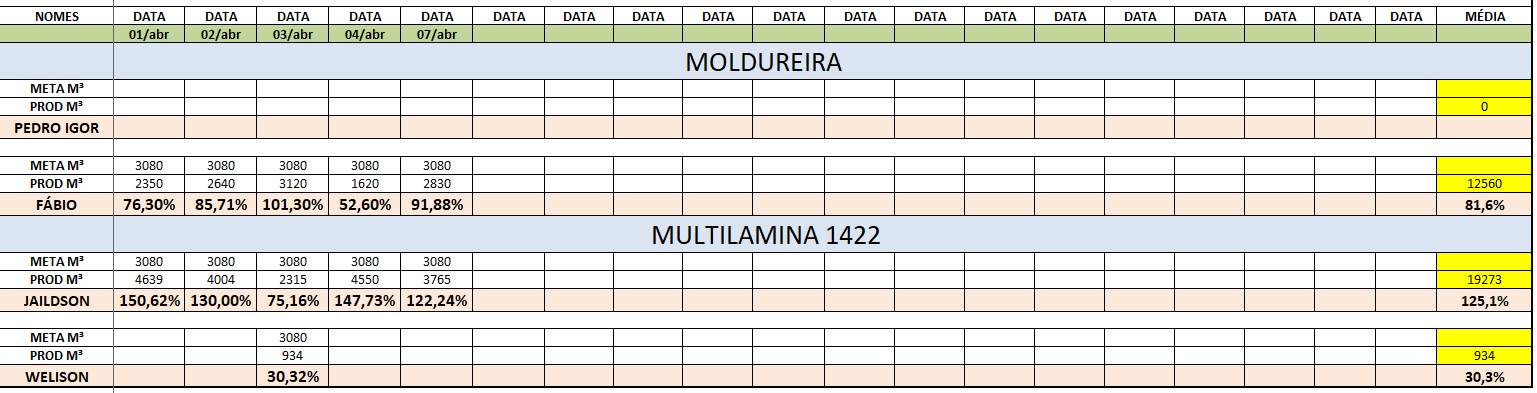 NOMES DATA DATA DATA DATA DATA DATA DATA DATA DATA DATA DATA DATA DATA DATA DATA DATA DATA DATA DATA MÉDIA
01/abr 02/abr 03/abr 04/abr 07/abr
MOLDUREIRA
META M³
PROD M³ 0
PEDRO IGOR
META M³ 3080 3080 3080 3080 3080
PROD M³ 2350 2640 3120 1620 2830 12560
FÁBIO 76,30% 85,71% 101,30% 52,60% 91,88% 81,6%
MULTILAMINA 1422
META M³ 3080 3080 3080 3080 3080
PROD M³ 4639 4004 2315 4550 3765 19273
JAILDSON 150,62% 130,00% 75,16% 147,73% 122,24% 125,1%
META M³ 3080
PROD M³ 934 934
WELISON 30,32% 30,3%